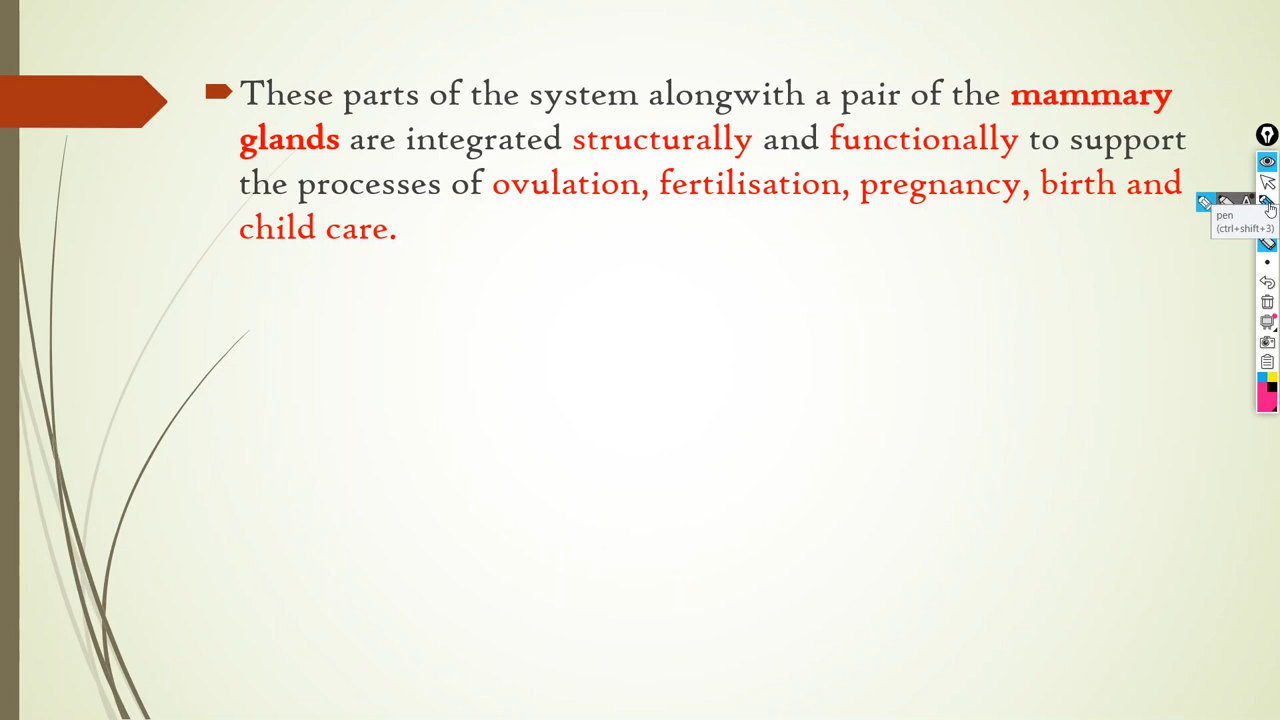 These parts of the system alongwith a pair of the mammary
glands are integrated structurally and functionally to support
the processes of ovulation, fertilisation, pregnancy, birth and
child care.
pen
(ctrl+shift+3)